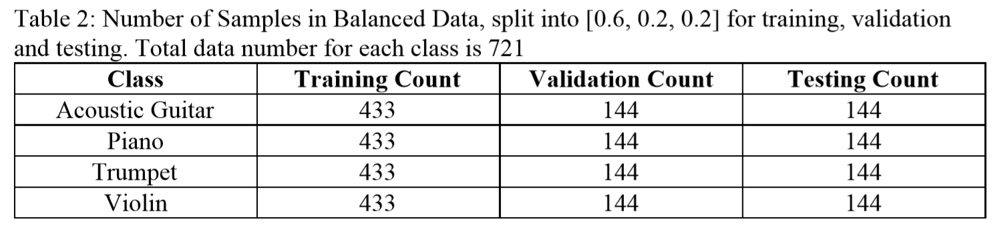 Table 2: Number of Samples in Balanced Data, split into [0.6, 0.2, 0.2] for training, validation
and testing. Total data number for each class is 721
Class Training Count Validation Count Testing Count
Acoustic Guitar 433 144 144
Piano 433 144 144
Trumpet 433 144 144
Violin 433 144 144